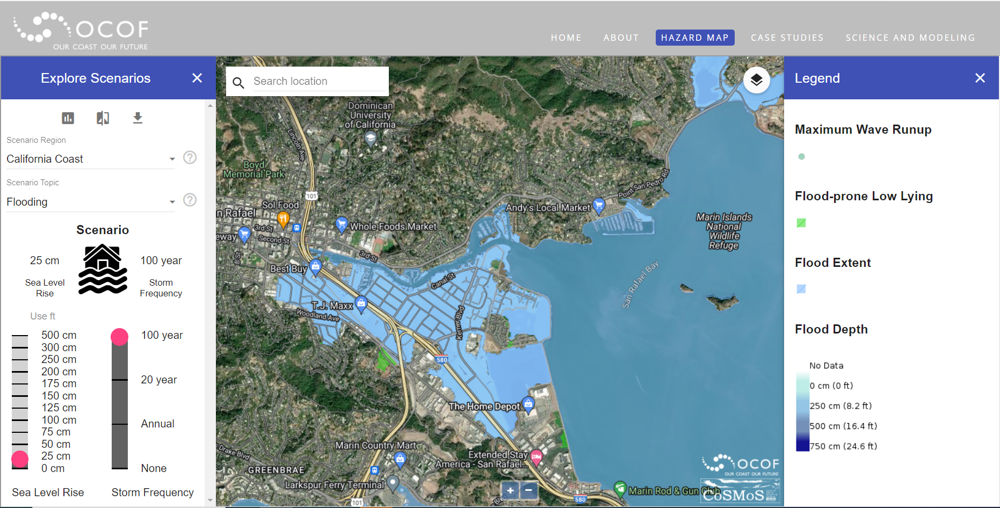 OCOF
OUR COAST OUR FUTURE
HOME
ABOUT
HAZARD MAP
CASE STUDIES
SCIENCE AND MODELING
Explore Scenarios
Scenario Region
California Coast
Scenario Topic
Flooding
Scenario
25 cm
Sea Level
Rise
100 year
Storm
Frequency
Use ft
500 cm
300 cm
250 cm
200 cm
175 cm
150 cm
125 cm
100 cm
75 cm
50 cm
25 cm
0 cm
Sea Level Rise
100 year
20 year
Annual
None
Storm Frequency
Search location
Dominican
University
of California
Lincoln Ave
Boyd
Memorial Park
101
Sol Food
n Rafael
3rd St
Second St
eway
B St
Whole Foods Market
3rd St
Best Buy
Canal St
T.J. Maxx
Woodland Ave
Kerner Blvd
580
Andy's Local Market
Point San Pedro Rd
Marin Islands
National
Wildlife
Refuge
San Rafael Bay
The Home Depot
Marin Country Mart
Drake Blvd
GREENBRAE
Extended Stay
America - San Rafael...
Larkspur Ferry Terminal
101
Blvd
580
Marin Rod & Gun Club
OCOF
OUR COAST OUR FUTURE
CoSMoS
Legend
Maximum Wave Runup
Flood-prone Low Lying
Flood Extent
Flood Depth
No Data
0 cm (0 ft)
250 cm (8.2 ft)
500 cm (16.4 ft)
750 cm (24.6 ft)